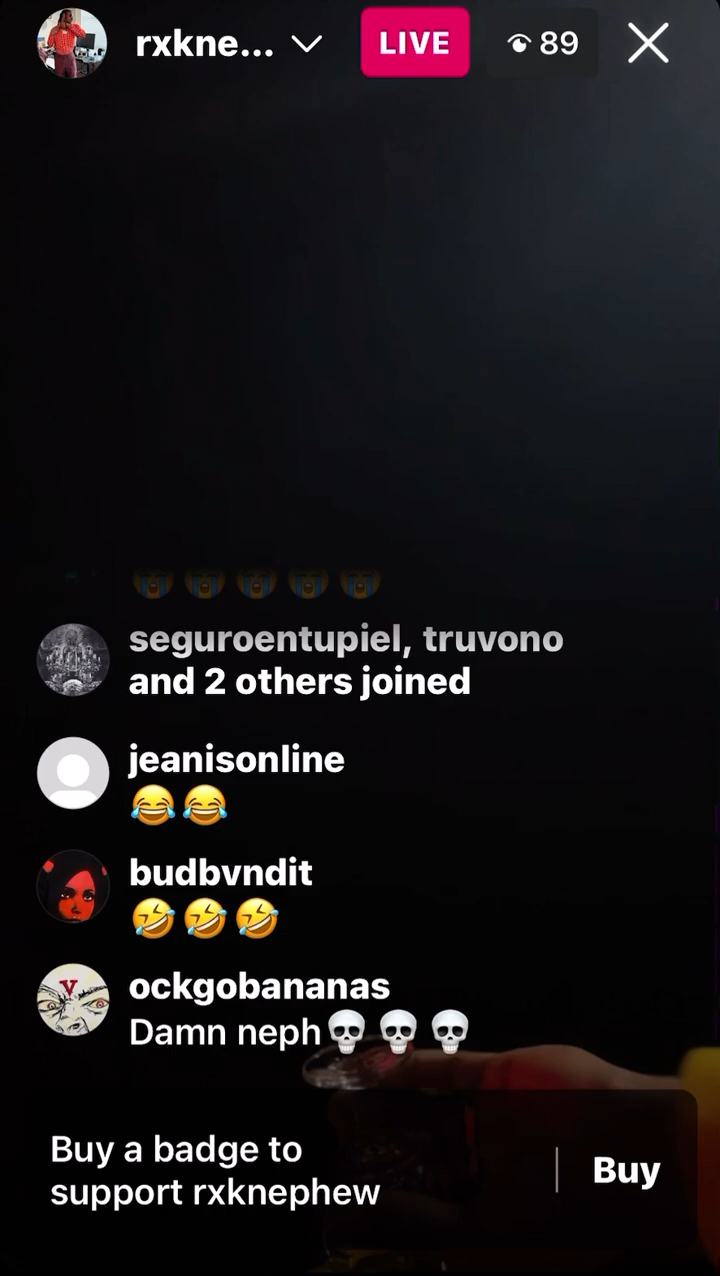 rxkne... LIVE 89
😭😭😭😭😭
seguroentupiel, truvono
and 2 others joined
jeanisonline
😂😂
budbvndit
🤣🤣🤣
V
ockgobananas
Damn neph💀💀💀
Buy a badge to
support rxknephew
Buy